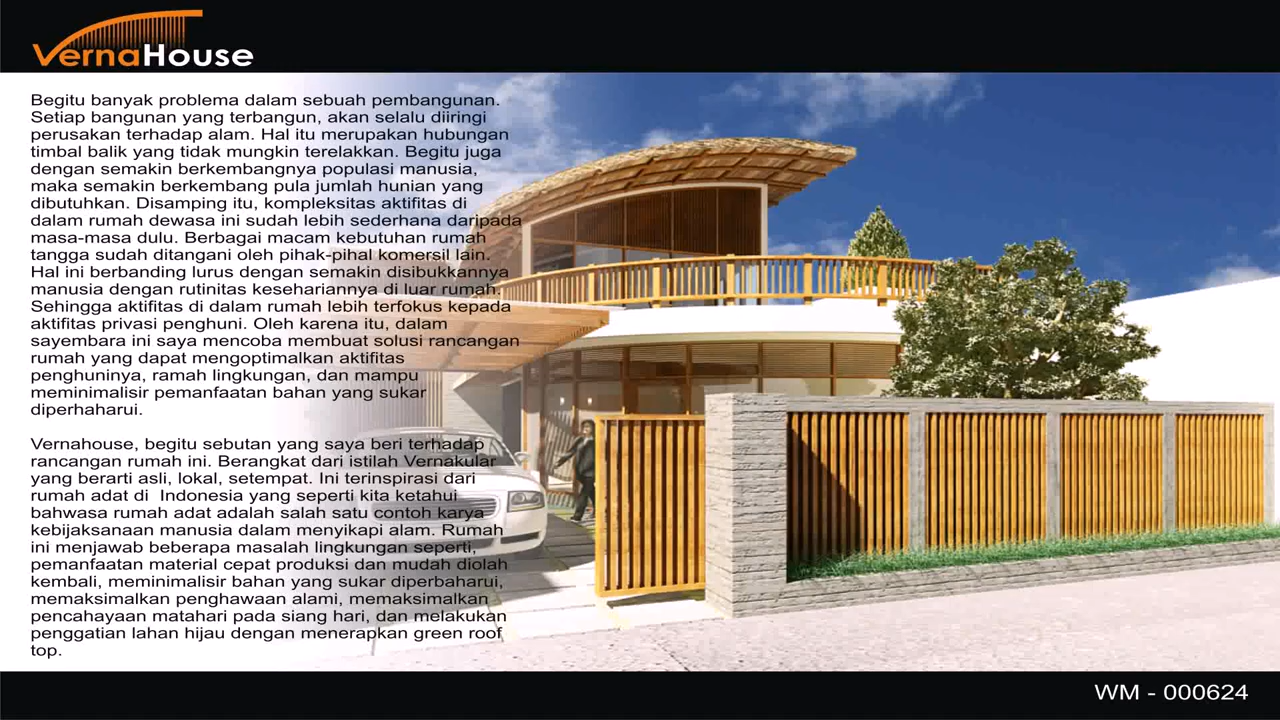 VernaHouse
Begitu banyak problema dalam sebuah pembangunan.
Setiap bangunan yang terbangun, akan selalu diiringi
perusakan terhadap alam. Hal itu merupakan hubungan
timbal balik yang tidak mungkin terelakkan. Begitu juga
dengan semakin berkembangnya populasi manusia,
maka semakin berkembang pula jumlah hunian yang
dibutuhkan. Disamping itu, kompleksitas aktifitas di
dalam rumah dewasa ini sudah lebih sederhana daripada
masa-masa dulu. Berbagai macam kebutuhan rumah
tangga sudah ditangani oleh pihak-pihal komersil lain.
Hal ini berbanding lurus dengan semakin disibukkannya
manusia dengan rutinitas kesehariannya di luar rumah.
Sehingga aktifitas di dalam rumah lebih terfokus kepada
aktifitas privasi penghuni. Oleh karena itu, dalam
sayembara ini saya mencoba membuat solusi rancangan
rumah yang dapat mengoptimalkan aktifitas
penghuninya, ramah lingkungan, dan mampu
meminimalisir pemanfaatan bahan yang sukar
diperhaharui.
Vernahouse, begitu sebutan yang saya beri terhadap
rancangan rumah ini. Berangkat dari istilah Vernakular
yang berarti asli, lokal, setempat. Ini terinspirasi dari
rumah adat di  Indonesia yang seperti kita ketahui
bahwasa rumah adat adalah salah satu contoh karya
kebijaksanaan manusia dalam menyikapi alam. Rumah
ini menjawab beberapa masalah lingkungan seperti,
pemanfaatan material cepat produksi dan mudah diolah
kembali, meminimalisir bahan yang sukar diperbaharui,
memaksimalkan penghawaan alami, memaksimalkan
pencahayaan matahari pada siang hari, dan melakukan
penggatian lahan hijau dengan menerapkan green roof
top.
WM - 000624